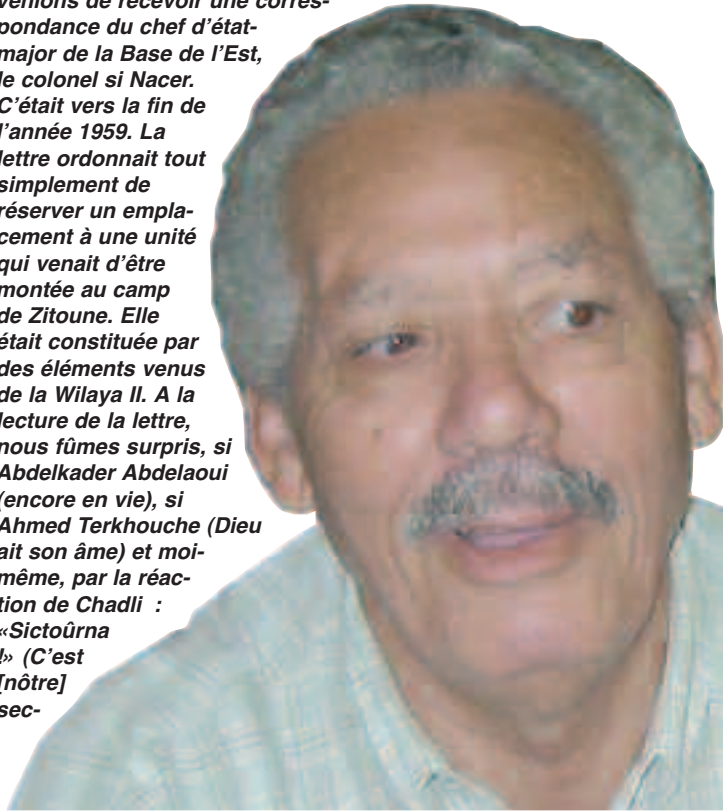 venions de recevoir une corres-
pondance du chef d’état-
major de la Base de l’Est,
le colonel si Nacer.
C’était vers la fin de
l’année 1959. La
lettre ordonnait tout
simplement de
réserver un empla-
cement à une unité
qui venait d’être
montée au camp
de Zitoune. Elle
était constituée par
des éléments venus
de la Wilaya II. A la
lecture de la lettre,
nous fûmes surpris, si
Abdelkader Abdelaoui
(encore en vie), si
Ahmed Terkhouche (Dieu
ait son âme) et moi-
même, par la réac-
tion de Chadli :
«Sictoûrna
!» (C’est
[nôtre]
sec-